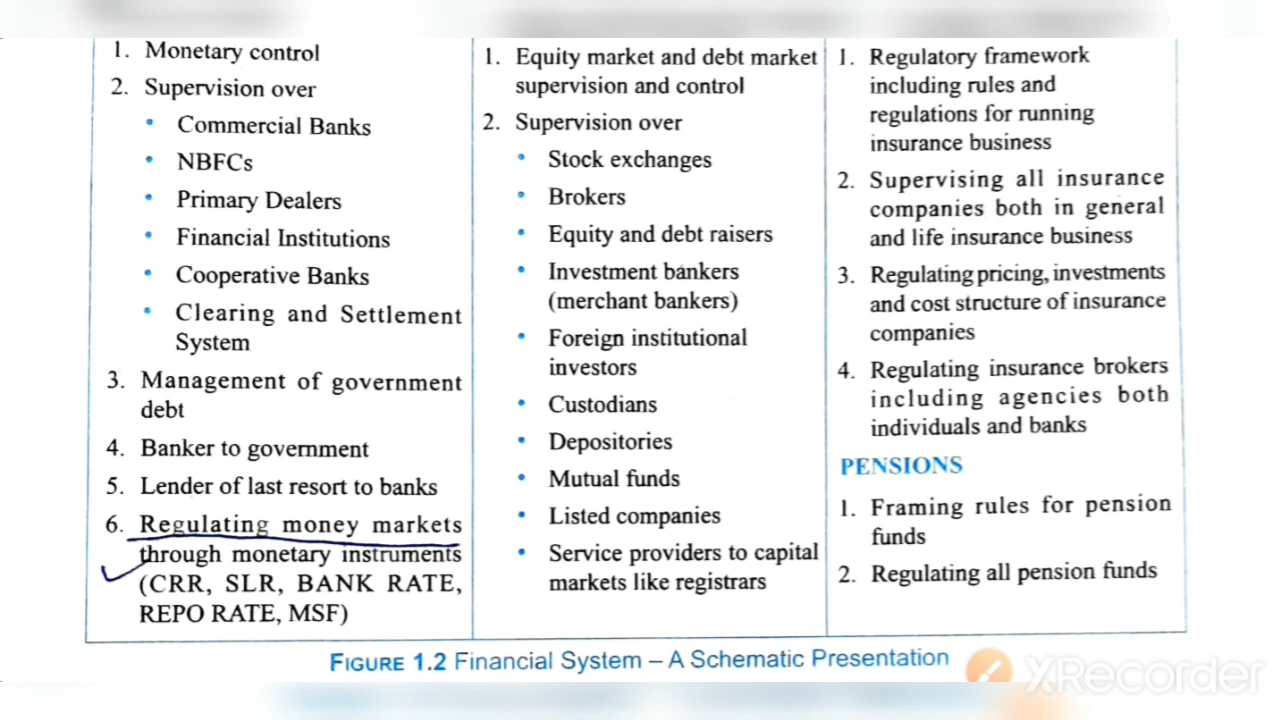 1. Monetary control
2. Supervision over
• Commercial Banks
• NBFCs
• Primary Dealers
• Financial Institutions
• Cooperative Banks
• Clearing and Settlement
System
3. Management of government
debt
4. Banker to government
5. Lender of last resort to banks
6. Regulating money markets
through monetary instruments
(CRR, SLR, BANK RATE,
REPO RATE, MSF)
1. Equity market and debt market
supervision and control
2. Supervision over
• Stock exchanges
• Brokers
• Equity and debt raisers
• Investment bankers
(merchant bankers)
• Foreign institutional
investors
• Custodians
• Depositories
• Mutual funds
• Listed companies
• Service providers to capital
markets like registrars
1. Regulatory framework
including rules and
regulations for running
insurance business
2. Supervising all insurance
companies both in general
and life insurance business
3. Regulating pricing, investments
and cost structure of insurance
companies
4. Regulating insurance brokers
including agencies both
individuals and banks
PENSIONS
1. Framing rules for pension
funds
2. Regulating all pension funds
FIGURE 1.2 Financial System – A Schematic Presentation
XRecorder